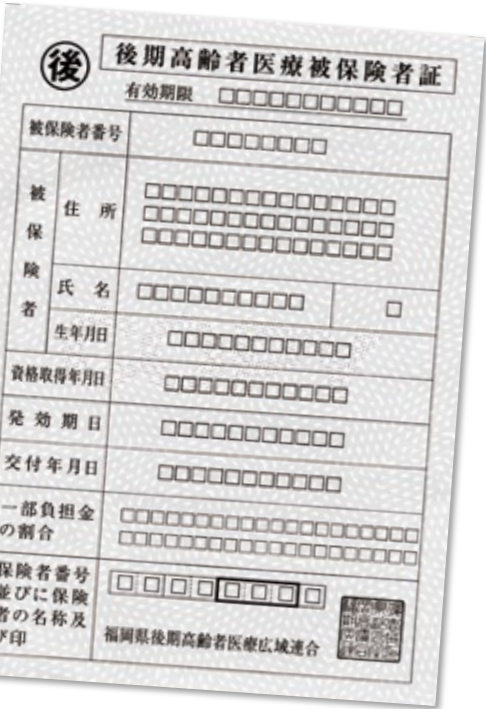 後 後期高齢者医療被保険者証
有効期限 □□□□□□□□□□□
被保険者番号 □□□□□□□□
被保険者
住所 □□□□□□□□□□□□□□□
□□□□□□□□□□□□□□□
□□□□□□□□□□□□□□□
氏名 □□□□□□□□□□ □
生年月日 □□□□□□□□□□□
資格取得年月日 □□□□□□□□□□□
発効期日 □□□□□□□□□□□
交付年月日 □□□□□□□□□□□
一部負担金
の割合
□□□□□□□□□□□□□□□□□□□□
□□□□□□□□□□□□□□□□□□□□
保険者番号
並びに保険
者の名称及
び印
□□□□□□□□
福岡県後期高齢者医療広域連合